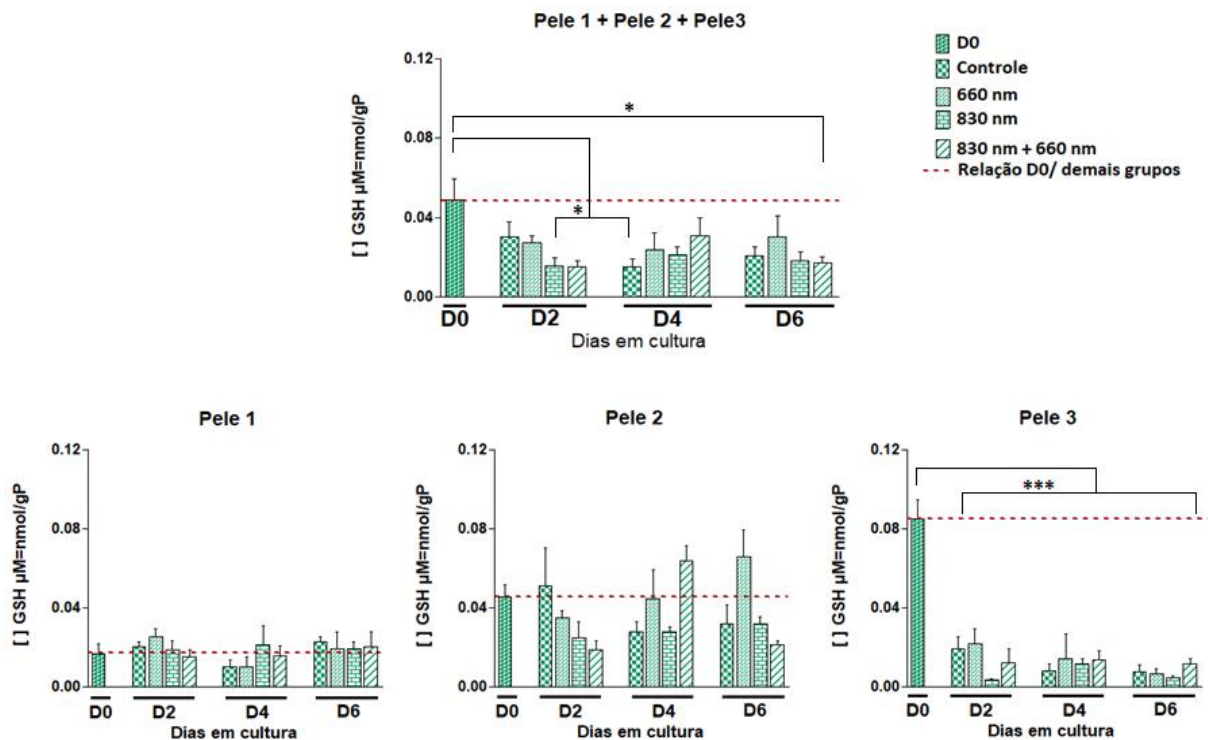 Pele 1 + Pele 2 + Pele3
D0
Controle
660 nm
830 nm
830 nm + 660 nm
Relação D0/ demais grupos
[ ] GSH µM=nmol/gP
0.12
0.08
0.04
0.00
*
*
D0 D2 D4 D6
Dias em cultura
Pele 1
[ ] GSH µM=nmol/gP
0.12
0.08
0.04
0.00
D0 D2 D4 D6
Dias em cultura
Pele 2
[ ] GSH µM=nmol/gP
0.12
0.08
0.04
0.00
D0 D2 D4 D6
Dias em cultura
Pele 3
[ ] GSH µM=nmol/gP
0.12
0.08
0.04
0.00
***
D0 D2 D4 D6
Dias em cultura